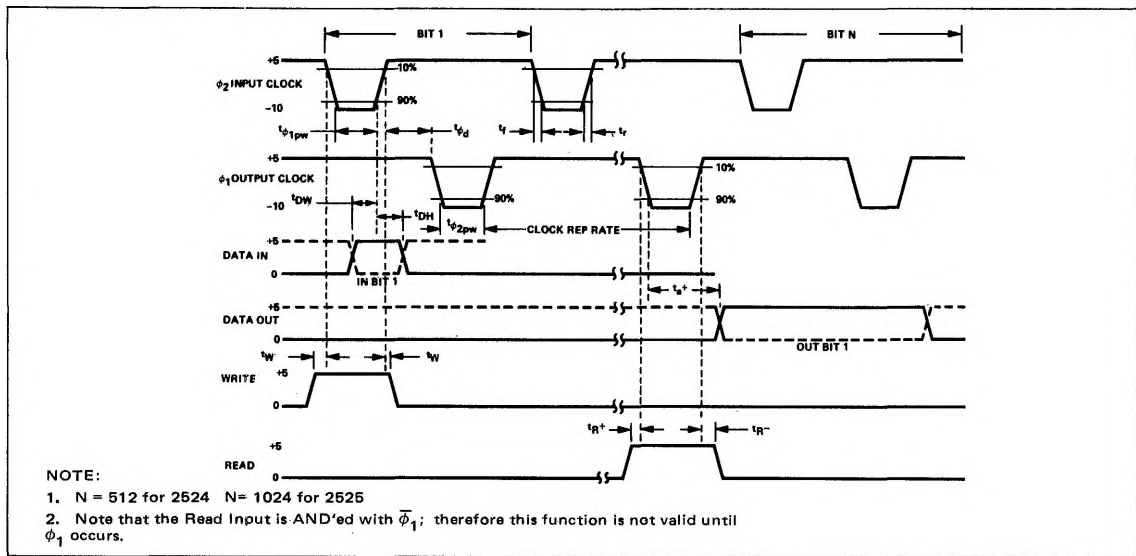 BIT 1
BIT N
+5
10%
ϕ2 INPUT CLOCK
90%
-10
tϕ1pw
tϕd
tf
tr
+5
10%
ϕ1 OUTPUT CLOCK
90%
90%
-10
tDW
tDH
tϕ2pw
CLOCK REP RATE
+5
DATA IN
0
IN BIT 1
ta+
+5
DATA OUT
0
OUT BIT 1
tW
tW
+5
WRITE
0
tR+
tR−
+5
READ
0
NOTE:
1. N = 512 for 2524 N= 1024 for 2525
2. Note that the Read Input is AND'ed with ϕ̅1; therefore this function is not valid until
ϕ1 occurs.